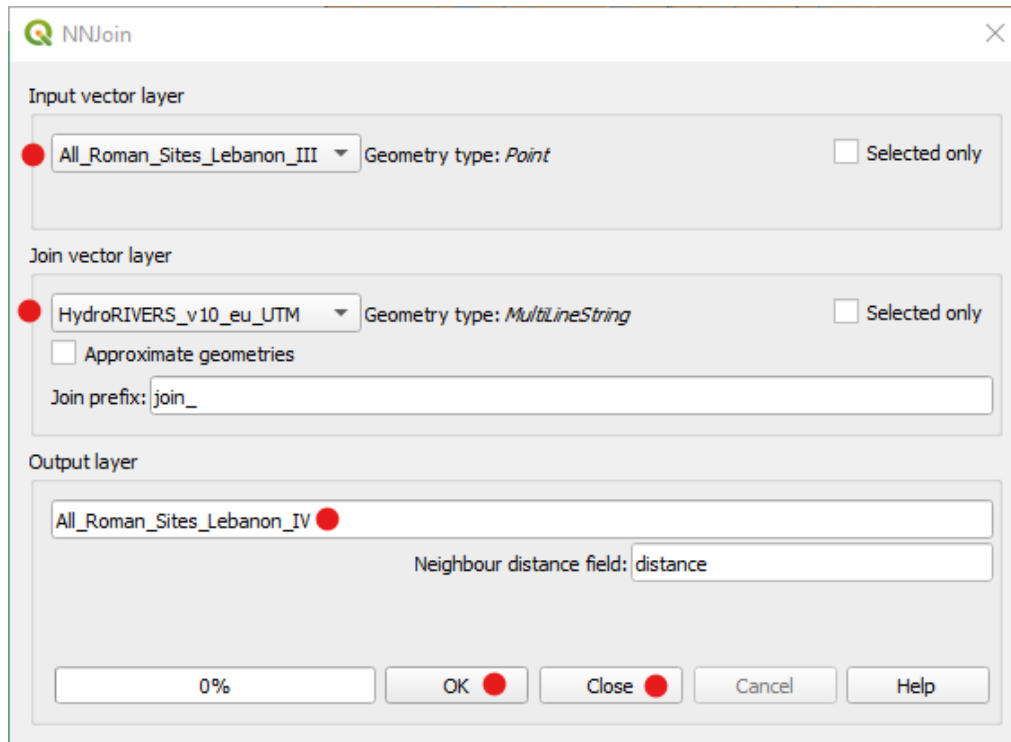 NNJoin
Input vector layer
All_Roman_Sites_Lebanon_III Geometry type: Point Selected only
Join vector layer
HydroRIVERS_v10_eu_UTM Geometry type: MultiLineString Selected only
Approximate geometries
Join prefix: join_
Output layer
All_Roman_Sites_Lebanon_IV
Neighbour distance field: distance
0% OK Close Cancel Help